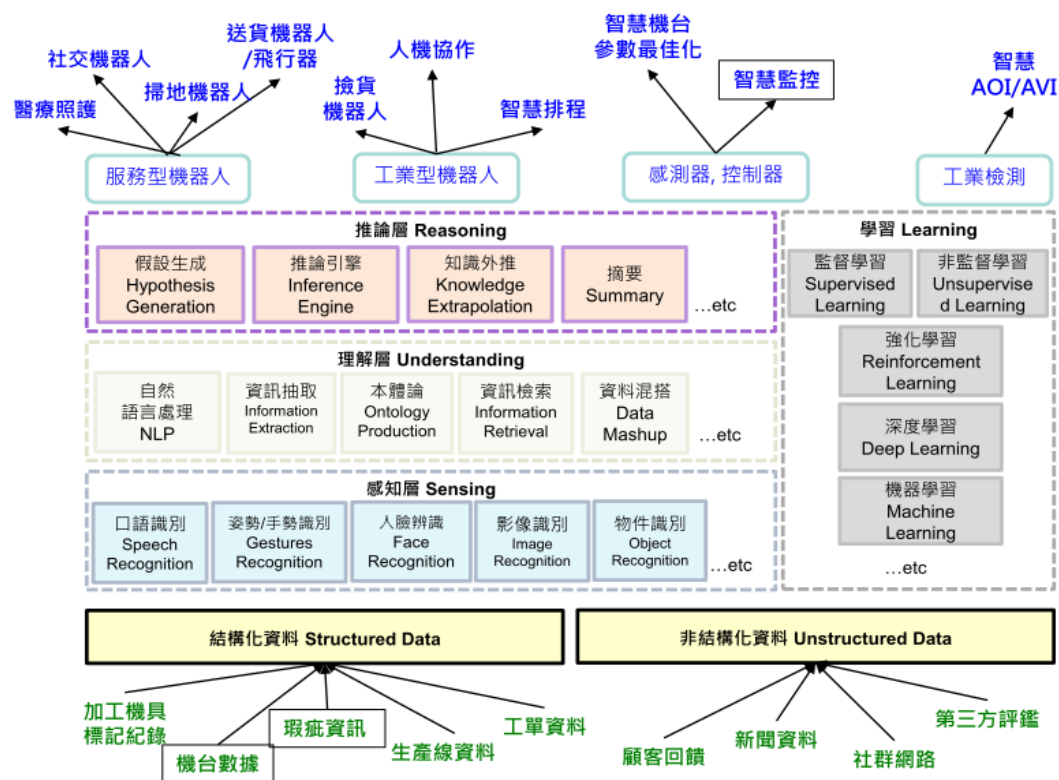 社交機器人
送貨機器人
/飛行器
醫療照護
掃地機器人
人機協作
撿貨
機器人
智慧排程
智慧機台
參數最佳化
智慧監控
智慧
AOI/AVI
服務型機器人
工業型機器人
感測器, 控制器
工業檢測
推論層 Reasoning
假設生成
Hypothesis
Generation
推論引擎
Inference
Engine
知識外推
Knowledge
Extrapolation
摘要
Summary
...etc
理解層 Understanding
自然
語言處理
NLP
資訊抽取
Information
Extraction
本體論
Ontology
Production
資訊檢索
Information
Retrieval
資料混搭
Data
Mashup
...etc
感知層 Sensing
口語識別
Speech
Recognition
姿勢/手勢識別
Gestures
Recognition
人臉辨識
Face
Recognition
影像識別
Image
Recognition
物件識別
Object
Recognition
...etc
學習 Learning
監督學習
Supervised
Learning
非監督學習
Unsupervise
d Learning
強化學習
Reinforcement
Learning
深度學習
Deep Learning
機器學習
Machine
Learning
...etc
結構化資料 Structured Data
非結構化資料 Unstructured Data
加工機具
標記紀錄
機台數據
瑕疵資訊
生產線資料
工單資料
顧客回饋
新聞資料
社群網路
第三方評鑑